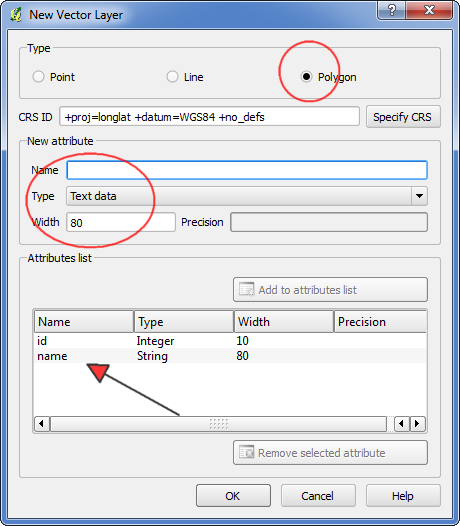 New Vector Layer
Type
Point Line Polygon
CRS ID +proj=longlat +datum=WGS84 +no_defs Specify CRS
New attribute
Name
Type Text data
Width 80 Precision
Attributes list
Add to attributes list
Name Type Width Precision
id Integer 10
name String 80
Remove selected attribute
OK Cancel Help